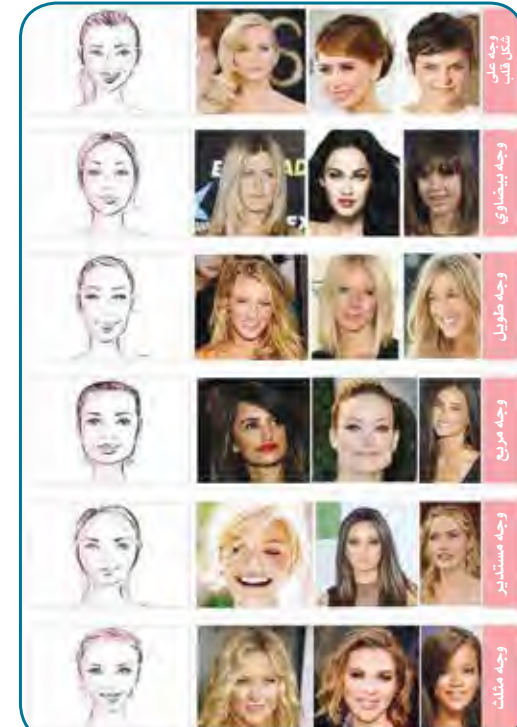 وجه على
شكل قلب
وجه بيضاوي
وجه طويل
وجه مربع
وجه مستدير
وجه مثلث